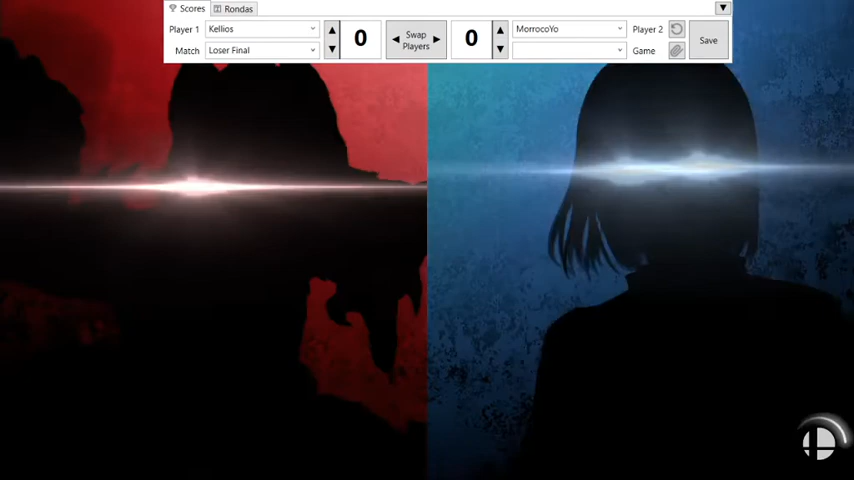 Scores Rondas
Player 1 Kellios 0 Swap Players 0 MorrocoYo Player 2
Match Loser Final Game Save